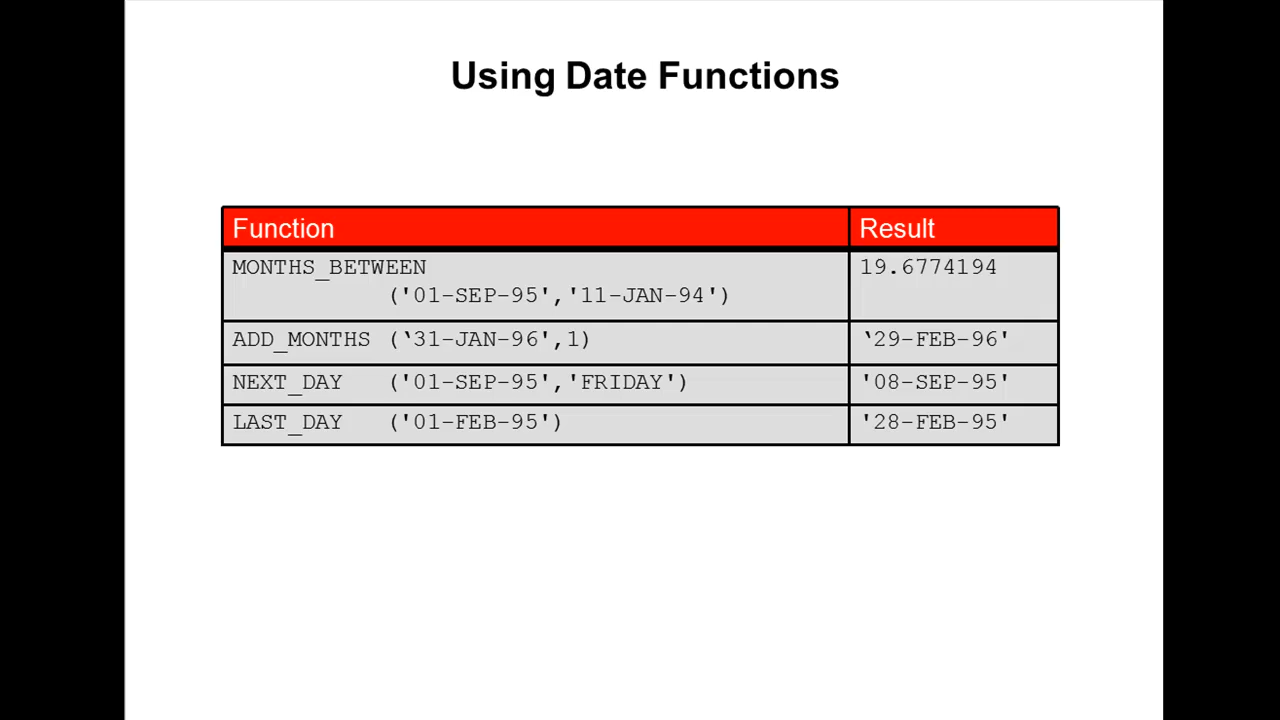 Using Date Functions
Function Result
MONTHS_BETWEEN 19.6774194
('01-SEP-95','11-JAN-94')
ADD_MONTHS (‘31-JAN-96',1) ‘29-FEB-96'
NEXT_DAY ('01-SEP-95','FRIDAY') '08-SEP-95'
LAST_DAY ('01-FEB-95') '28-FEB-95'